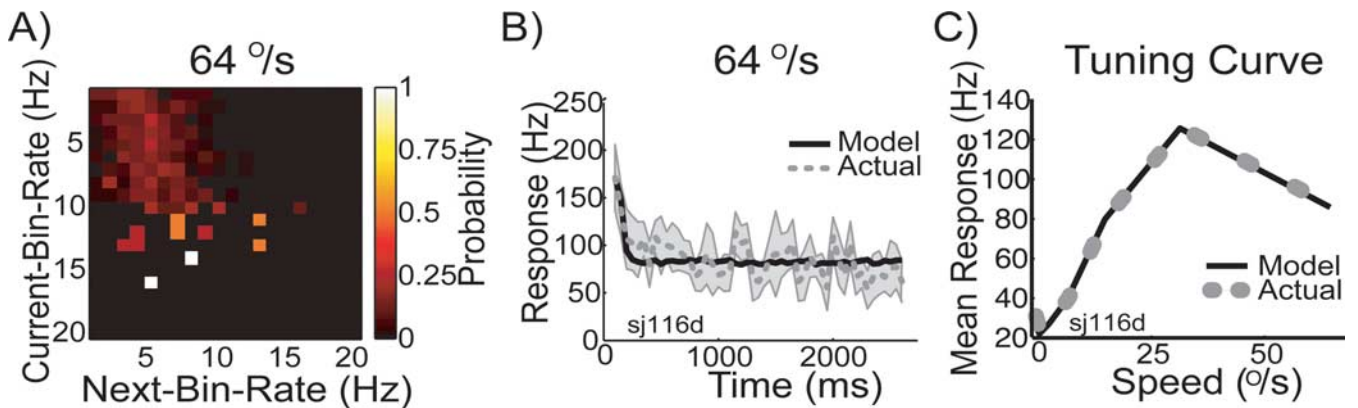 A)
64 º/s
Current-Bin-Rate (Hz)
5
10
15
20
5
10
15
20
Next-Bin-Rate (Hz)
1
0.75
0.5
0.25
0
Probability
B)
64 º/s
Response (Hz)
250
200
150
100
50
0
Model
Actual
sj116d
0
1000
2000
Time (ms)
C)
Tuning Curve
Mean Response (Hz)
140
120
100
80
60
40
20
Model
Actual
sj116d
0
25
50
Speed (º/s)